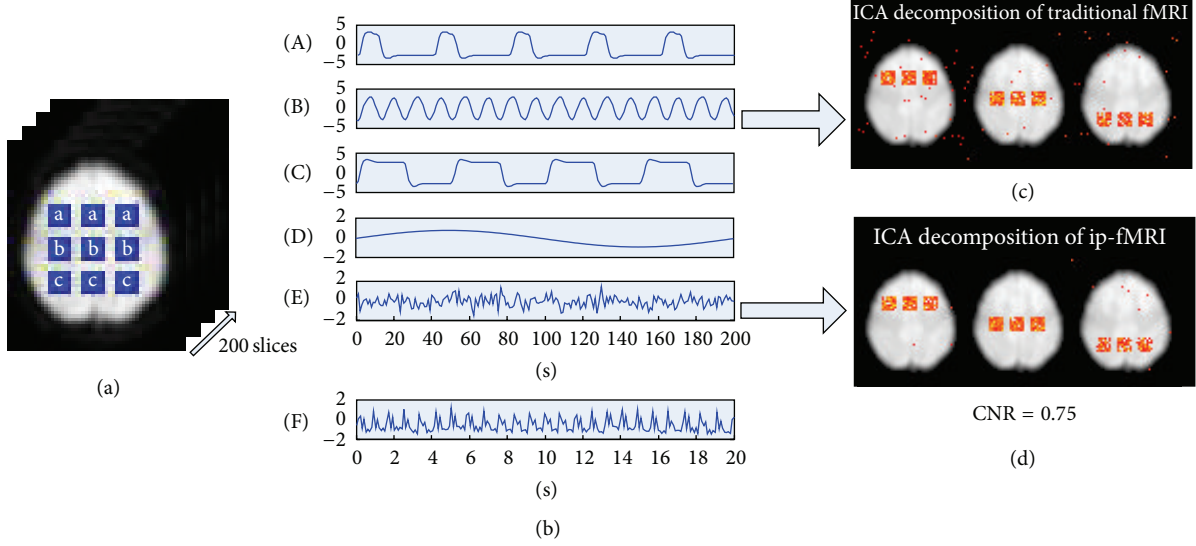 a a a
b b b
c c c
200 slices
(a)
(A)
5
0
−5
(B)
5
0
−5
(C)
5
0
−5
(D)
2
0
−2
(E)
2
0
−2
0 20 40 60 80 100 120 140 160 180 200
(s)
(F)
2
0
−2
0 2 4 6 8 10 12 14 16 18 20
(s)
(b)
ICA decomposition of traditional fMRI
(c)
ICA decomposition of ip-fMRI
CNR = 0.75
(d)